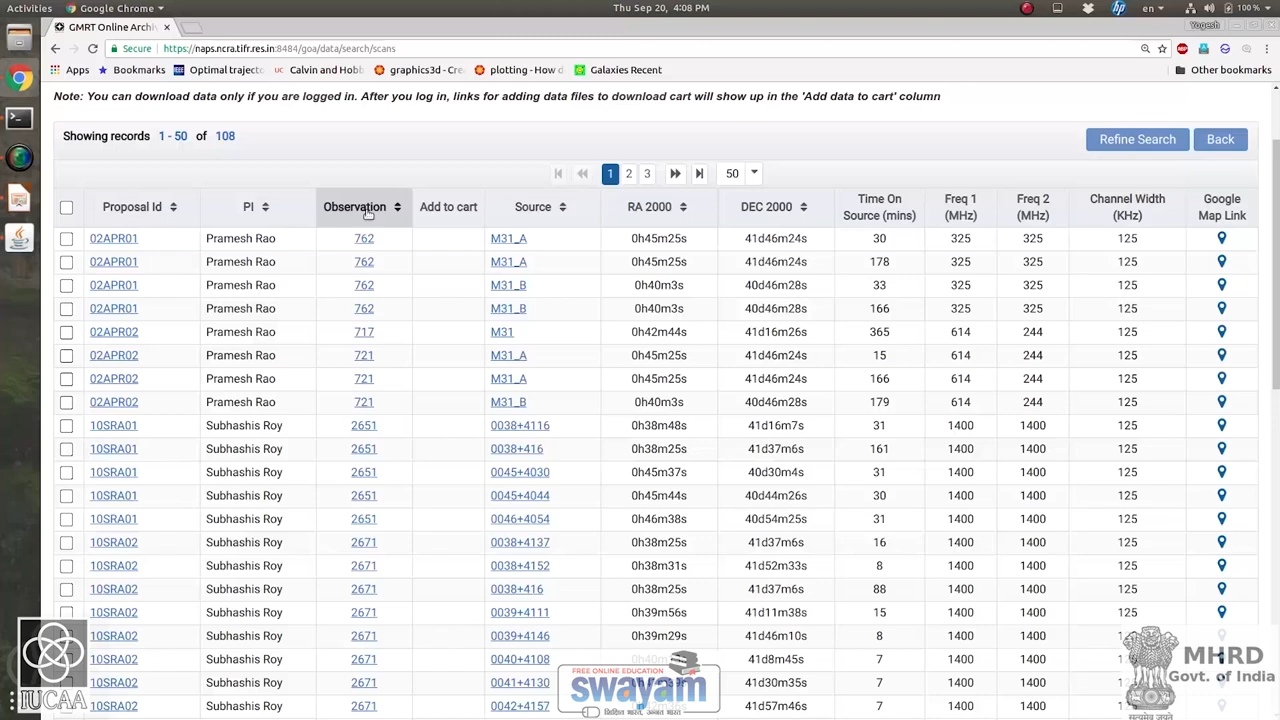 Activities Google Chrome Thu Sep 20, 4:08 PM en 100 %
GMRT Online Archi Yogesh
Secure https://naps.ncra.tifr.res.in:8484/goa/data/search/scans
Apps Bookmarks Optimal traject Calvin and Hobb graphics3d - Cre plotting - How d Galaxies Recent Other bookmarks
Note: You can download data only if you are logged in. After you log in, links for adding data files to download cart will show up in the 'Add data to cart' column
Showing records 1 - 50 of 108 Refine Search Back
1 2 3 50
Proposal Id PI Observation Add to cart Source RA 2000 DEC 2000 Time On Source (mins) Freq 1 (MHz) Freq 2 (MHz) Channel Width (KHz) Google Map Link
02APR01 Pramesh Rao 762 M31_A 0h45m25s 41d46m24s 30 325 325 125
02APR01 Pramesh Rao 762 M31_A 0h45m25s 41d46m24s 178 325 325 125
02APR01 Pramesh Rao 762 M31_B 0h40m3s 40d46m28s 33 325 325 125
02APR01 Pramesh Rao 762 M31_B 0h40m3s 40d46m28s 166 325 325 125
02APR02 Pramesh Rao 717 M31 0h42m44s 41d16m26s 365 614 244 125
02APR02 Pramesh Rao 721 M31_A 0h45m25s 41d46m24s 15 614 244 125
02APR02 Pramesh Rao 721 M31_A 0h45m25s 41d46m24s 166 614 244 125
02APR02 Pramesh Rao 721 M31_B 0h40m3s 40d46m28s 179 614 244 125
10SRA01 Subhashis Roy 2651 0038+4116 0h38m48s 41d16m7s 31 1400 1400 125
10SRA01 Subhashis Roy 2651 0038+416 0h38m25s 41d37m6s 161 1400 1400 125
10SRA01 Subhashis Roy 2651 0045+4030 0h45m37s 40d30m4s 31 1400 1400 125
10SRA01 Subhashis Roy 2651 0045+4044 0h45m44s 40d44m26s 30 1400 1400 125
10SRA01 Subhashis Roy 2651 0046+4054 0h46m38s 40d54m25s 31 1400 1400 125
10SRA02 Subhashis Roy 2671 0038+4137 0h38m25s 41d37m6s 16 1400 1400 125
10SRA02 Subhashis Roy 2671 0038+4152 0h38m31s 41d52m33s 8 1400 1400 125
10SRA02 Subhashis Roy 2671 0038+416 0h38m25s 41d37m6s 88 1400 1400 125
10SRA02 Subhashis Roy 2671 0039+4111 0h39m56s 41d11m38s 15 1400 1400 125
10SRA02 Subhashis Roy 2671 0039+4146 0h39m29s 41d46m10s 8 1400 1400 125
10SRA02 Subhashis Roy 2671 0040+4108 41d8m45s 7 1400 1400
10SRA02 Subhashis Roy 2671 0041+4130 41d30m35s 7 1400 1400
10SRA02 Subhashis Roy 2671 0042+4157 41d57m46s 7 1400 1400
IUCAA
FREE ONLINE EDUCATION
swayam
शिक्षित भारत, उन्नत भारत
सत्यमेव जयते
MHRD
Govt. of India